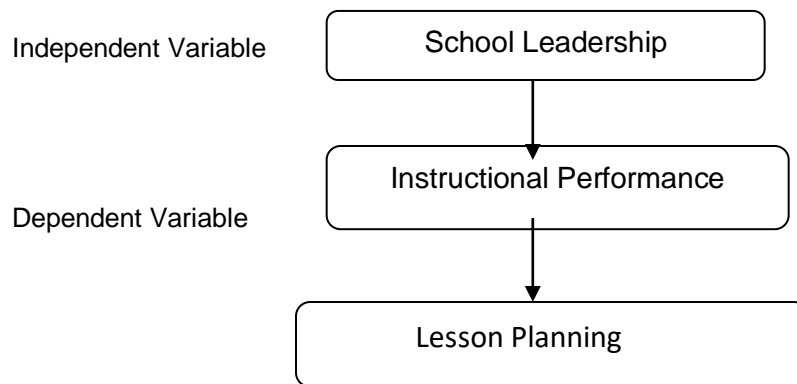 Independent Variable
School Leadership
Instructional Performance
Dependent Variable
Lesson Planning